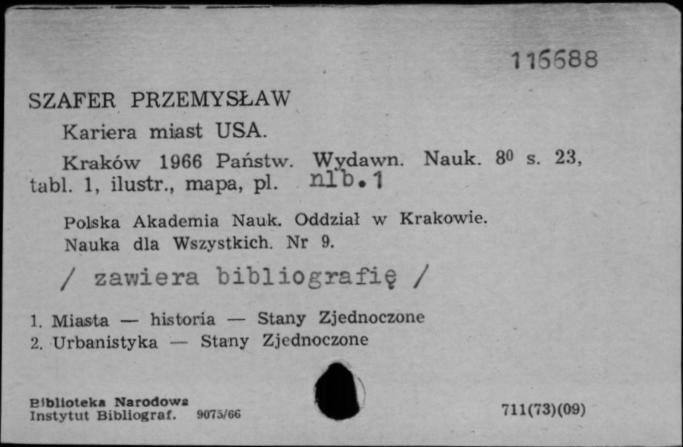 115588
SZAFER PRZEMYSŁAW
Kariera miast USA.
Kraków 1966 Państw. Wydawn. Nauk. 8⁰ s. 23,
tabl. 1, ilustr., mapa, pl. nlb.1
Polska Akademia Nauk. Oddział w Krakowie.
Nauka dla Wszystkich. Nr 9.
/ zawiera bibliografię /
1. Miasta — historia — Stany Zjednoczone
2. Urbanistyka — Stany Zjednoczone
Biblioteka Narodowa
Instytut Bibliograf. 9075/66
711(73)(09)